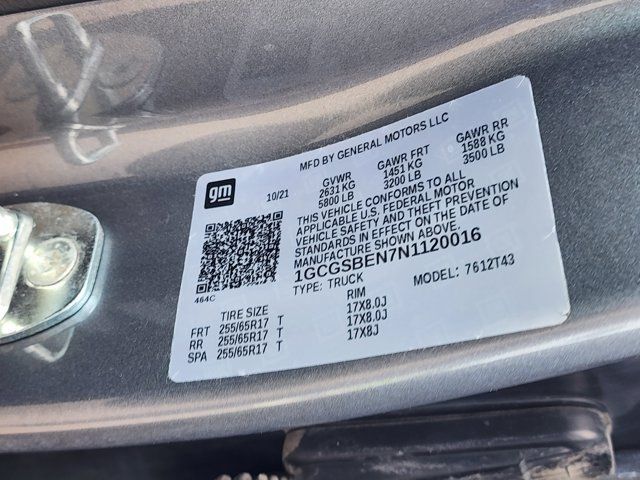 MFD BY GENERAL MOTORS LLC
gm
10/21
GVWR GAWR FRT GAWR RR
2631 KG 1451 KG 1588 KG
5800 LB 3200 LB 3500 LB
THIS VEHICLE CONFORMS TO ALL
APPLICABLE U.S. FEDERAL MOTOR
VEHICLE SAFETY AND THEFT PREVENTION
STANDARDS IN EFFECT ON THE DATE OF
MANUFACTURE SHOWN ABOVE.
1GCGSBEN7N1120016
464C
TYPE: TRUCK MODEL: 7612T43
TIRE SIZE RIM
FRT 255/65R17 T 17X8.0J
RR 255/65R17 T 17X8.0J
SPA 255/65R17 T 17X8J